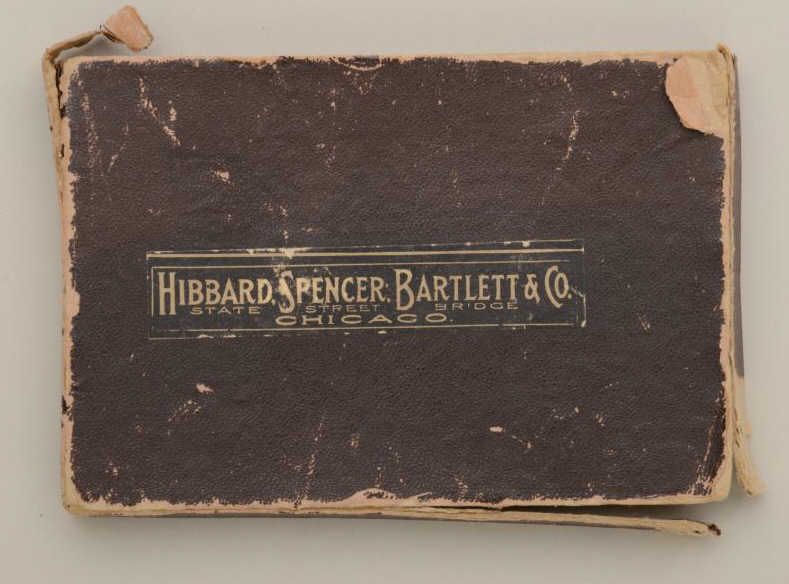 HIBBARD, SPENCER, BARTLETT & CO.
STATE STREET BRIDGE
CHICAGO.